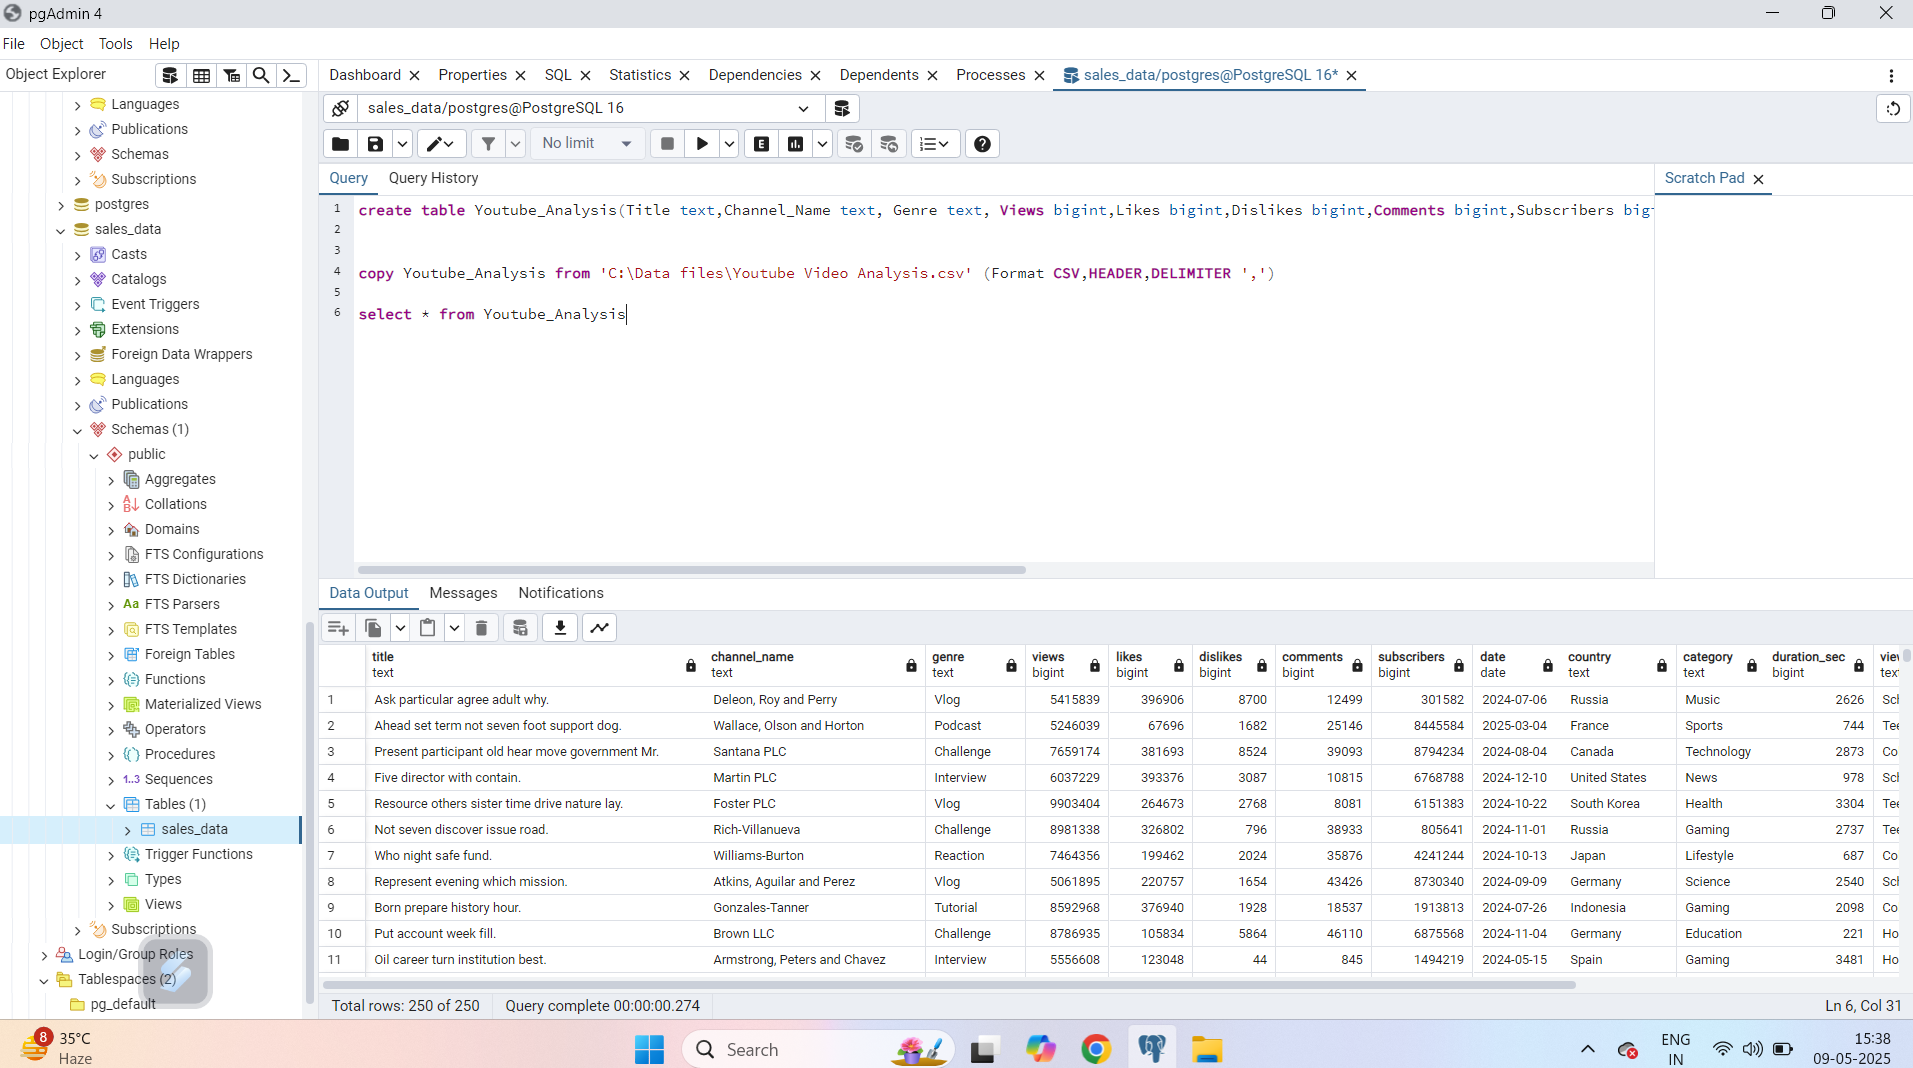 pgAdmin 4
File Object Tools Help
Object Explorer
Languages
Publications
Schemas
Subscriptions
postgres
sales_data
Casts
Catalogs
Event Triggers
Extensions
Foreign Data Wrappers
Languages
Publications
Schemas (1)
public
Aggregates
Collations
Domains
FTS Configurations
FTS Dictionaries
Aa FTS Parsers
FTS Templates
Foreign Tables
Functions
Materialized Views
Operators
Procedures
1..3 Sequences
Tables (1)
sales_data
Trigger Functions
Types
Views
Subscriptions
Login/Group Roles
Tablespaces (2)
pg_default
Dashboard Properties SQL Statistics Dependencies Dependents Processes sales_data/postgres@PostgreSQL 16*
sales_data/postgres@PostgreSQL 16
No limit E
Query Query History
Scratch Pad
1 create table Youtube_Analysis(Title text,Channel_Name text, Genre text, Views bigint,Likes bigint,Dislikes bigint,Comments bigint,Subscribers big
2
3
4 copy Youtube_Analysis from 'C:\Data files\Youtube Video Analysis.csv' (Format CSV,HEADER,DELIMITER ',')
5
6 select * from Youtube_Analysis
Data Output Messages Notifications
title channel_name genre views likes dislikes comments subscribers date country category duration_sec
text text text bigint bigint bigint bigint bigint date text text bigint
1 Ask particular agree adult why. Deleon, Roy and Perry Vlog 5415839 396906 8700 12499 301582 2024-07-06 Russia Music 2626
2 Ahead set term not seven foot support dog. Wallace, Olson and Horton Podcast 5246039 67696 1682 25146 8445584 2025-03-04 France Sports 744
3 Present participant old hear move government Mr. Santana PLC Challenge 7659174 381693 8524 39093 8794234 2024-08-04 Canada Technology 2873 Co
4 Five director with contain. Martin PLC Interview 6037229 393376 3087 10815 6768788 2024-12-10 United States News 978
5 Resource others sister time drive nature lay. Foster PLC Vlog 9903404 264673 2768 8081 6151383 2024-10-22 South Korea Health 3304
6 Not seven discover issue road. Rich-Villanueva Challenge 8981338 326802 796 38933 805641 2024-11-01 Russia Gaming 2737
7 Who night safe fund. Williams-Burton Reaction 7464356 199462 2024 35876 4241244 2024-10-13 Japan Lifestyle 687 Co
8 Represent evening which mission. Atkins, Aguilar and Perez Vlog 5061895 220757 1654 43426 8730340 2024-09-09 Germany Science 2540
9 Born prepare history hour. Gonzales-Tanner Tutorial 8592968 376940 1928 18537 1913813 2024-07-26 Indonesia Gaming 2098 Co
10 Put account week fill. Brown LLC Challenge 8786935 105834 5864 46110 6875568 2024-11-04 Germany Education 221 Ho
11 Oil career turn institution best. Armstrong, Peters and Chavez Interview 5556608 123048 44 845 1494219 2024-05-15 Spain Gaming 3481 Ho
Total rows: 250 of 250 Query complete 00:00:00.274 Ln 6, Col 31
8 35°C
Haze
Search
ENG
IN
15:38
09-05-2025